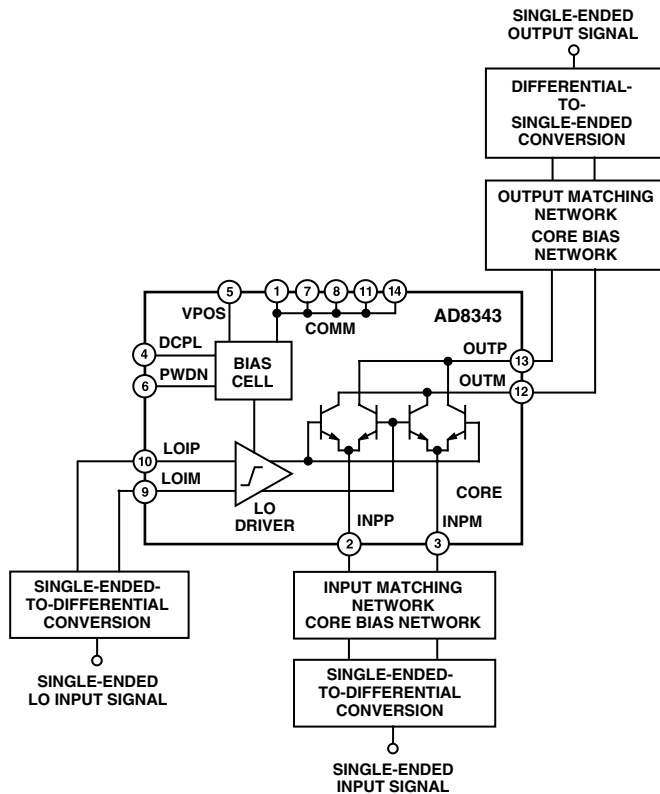 SINGLE-ENDED
OUTPUT SIGNAL
DIFFERENTIAL-
TO-
SINGLE-ENDED
CONVERSION
OUTPUT MATCHING
NETWORK
CORE BIAS
NETWORK
5
1
7
8
11
14
VPOS
COMM
AD8343
4
DCPL
6
PWDN
BIAS
CELL
OUTP
13
OUTM
12
10
LOIP
9
LOIM
LO
DRIVER
CORE
INPP
INPM
2
3
SINGLE-ENDED-
TO-DIFFERENTIAL
CONVERSION
SINGLE-ENDED
LO INPUT SIGNAL
INPUT MATCHING
NETWORK
CORE BIAS NETWORK
SINGLE-ENDED-
TO-DIFFERENTIAL
CONVERSION
SINGLE-ENDED
INPUT SIGNAL